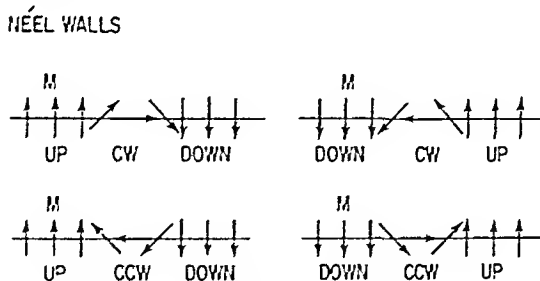 NÉEL WALLS
M M
UP CW DOWN DOWN CW UP
M M
UP CCW DOWN DOWN CCW UP